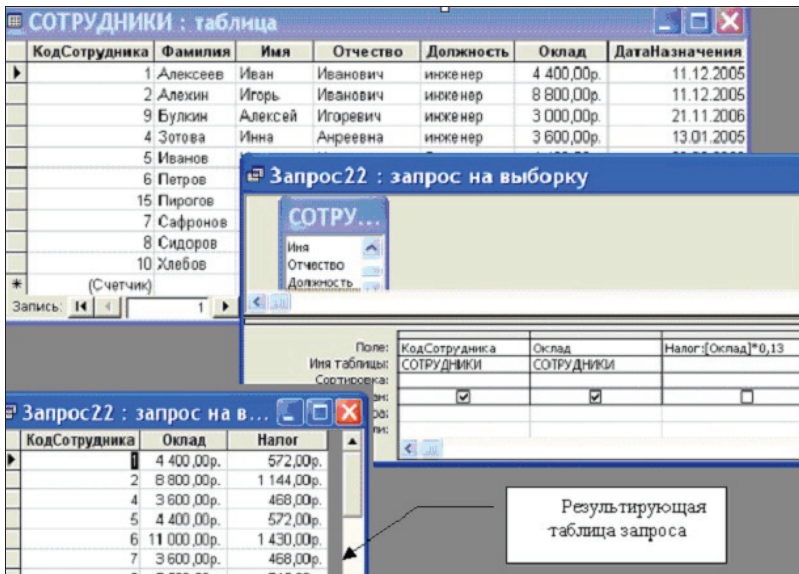 СОТРУДНИКИ : таблица
КодСотрудника Фамилия Имя Отчество Должность Оклад ДатаНазначения
1 Алексеев Иван Иванович инженер 4 400,00р. 11.12.2005
2 Алехин Игорь Иванович инженер 8 800,00р. 11.12.2005
9 Булкин Алексей Игоревич инженер 3 000,00р. 21.11.2006
4 Зотова Инна Анреевна инженер 3 600,00р. 13.01.2005
5 Иванов
6 Петров
15 Пирогов
7 Сафронов
8 Сидоров
10 Хлебов
(Счетчик)
Запись: 1
Запрос22 : запрос на выборку
СОТРУ...
Имя
Отчество
Должность
Поле: КодСотрудника Оклад Налог:[Оклад]*0,13
Имя таблицы: СОТРУДНИКИ СОТРУДНИКИ
Сортировка:
Запрос22 : запрос на в...
КодСотрудника Оклад Налог
1 4 400,00р. 572,00р.
2 8 800,00р. 1 144,00р.
4 3 600,00р. 468,00р.
5 4 400,00р. 572,00р.
6 11 000,00р. 1 430,00р.
7 3 600,00р. 468,00р.
Результирующая
таблица запроса